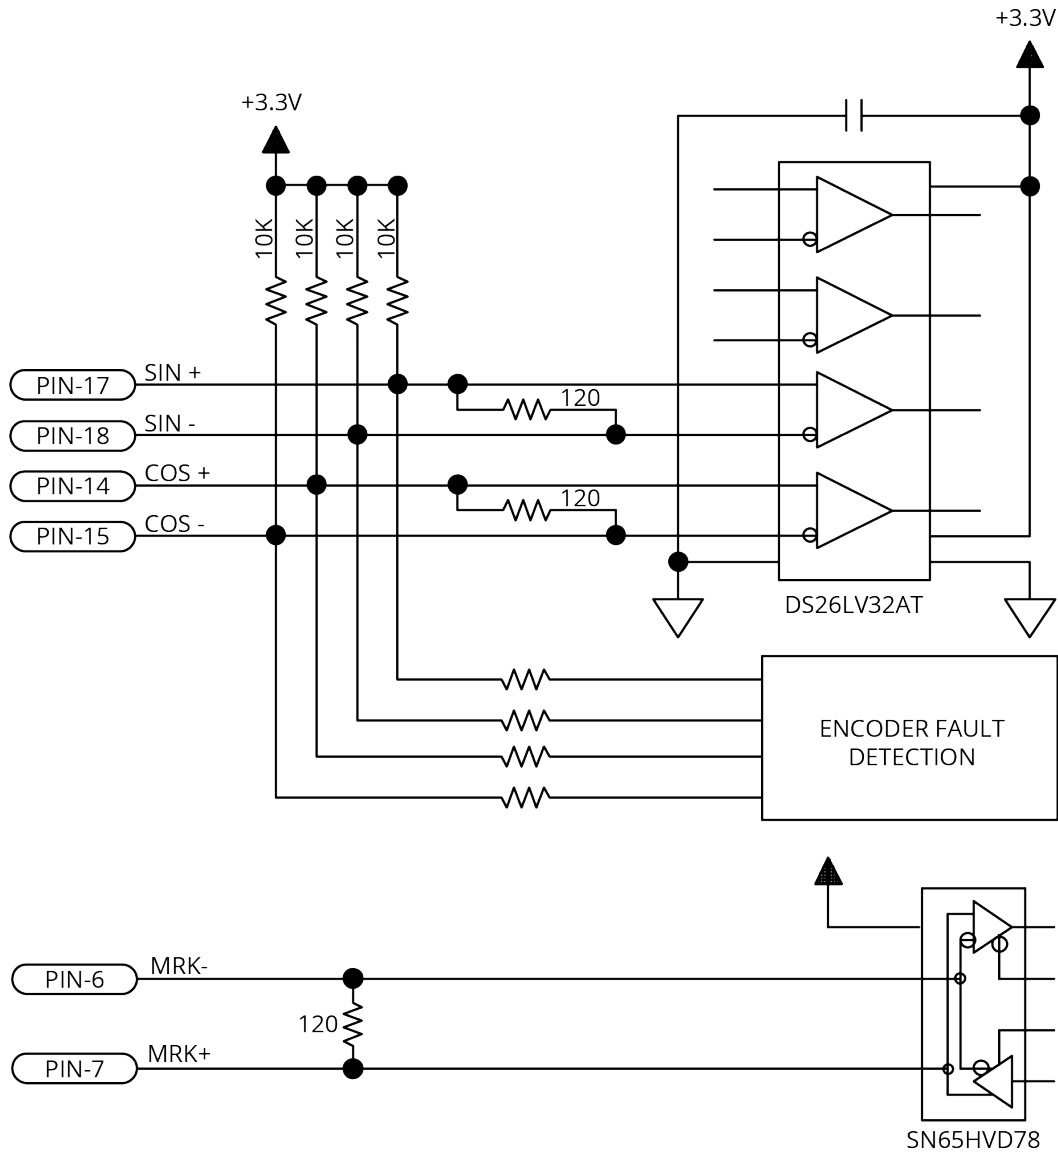 +3.3V
+3.3V
10K
10K
10K
10K
PIN-17
SIN +
120
PIN-18
SIN -
PIN-14
COS +
120
PIN-15
COS -
DS26LV32AT
ENCODER FAULT
DETECTION
PIN-6
MRK-
120
PIN-7
MRK+
SN65HVD78